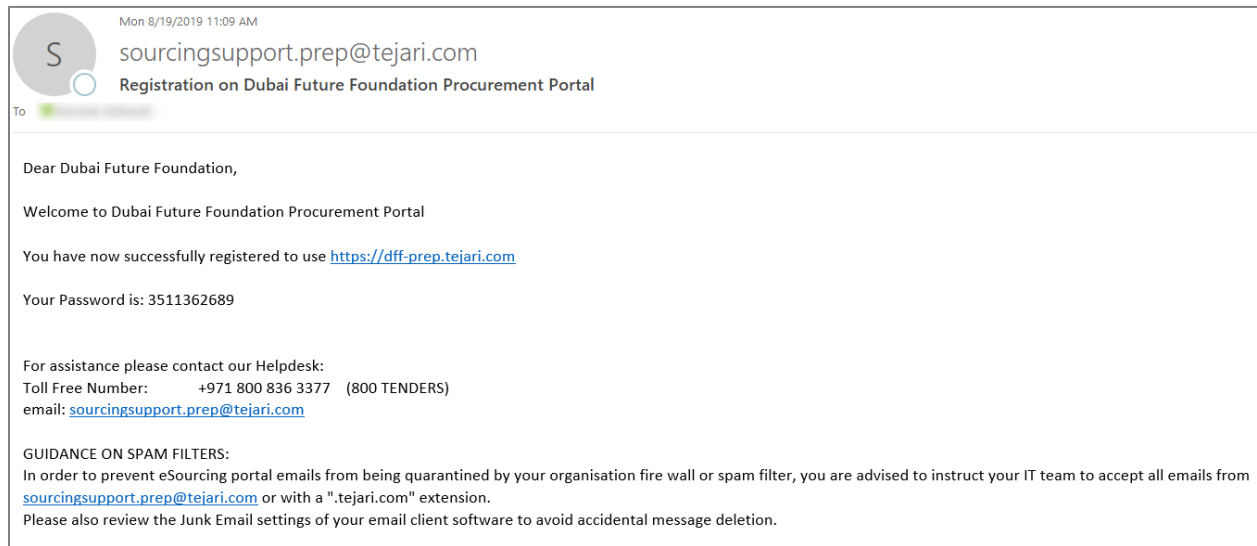 Mon 8/19/2019 11:09 AM
S
sourcingsupport.prep@tejari.com
Registration on Dubai Future Foundation Procurement Portal
To
Dear Dubai Future Foundation,
Welcome to Dubai Future Foundation Procurement Portal
You have now successfully registered to use https://dff-prep.tejari.com
Your Password is: 3511362689
For assistance please contact our Helpdesk:
Toll Free Number: +971 800 836 3377 (800 TENDERS)
email: sourcingsupport.prep@tejari.com
GUIDANCE ON SPAM FILTERS:
In order to prevent eSourcing portal emails from being quarantined by your organisation fire wall or spam filter, you are advised to instruct your IT team to accept all emails from
sourcingsupport.prep@tejari.com or with a ".tejari.com" extension.
Please also review the Junk Email settings of your email client software to avoid accidental message deletion.